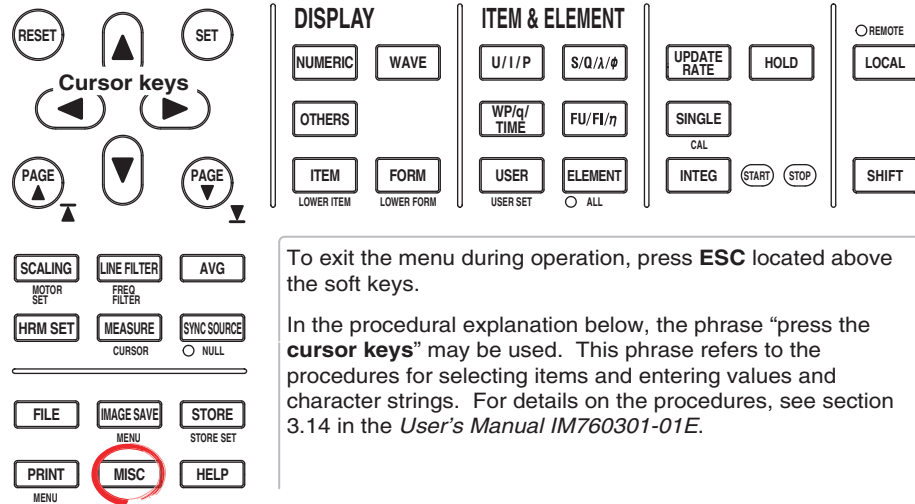 RESET
SET
Cursor keys
PAGE
PAGE
DISPLAY
NUMERIC WAVE
OTHERS
ITEM FORM
LOWER ITEM LOWER FORM
ITEM & ELEMENT
U / I / P S/Q/λ/ϕ
WP/q/
TIME
FU/FI/η
USER ELEMENT
USER SET ALL
UPDATE
RATE
HOLD
SINGLE
CAL
INTEG START STOP
REMOTE
LOCAL
SHIFT
SCALING LINE FILTER AVG
MOTOR
SET
FREQ
FILTER
HRM SET MEASURE SYNC SOURCE
CURSOR NULL
FILE IMAGE SAVE STORE
MENU STORE SET
PRINT MISC HELP
MENU
To exit the menu during operation, press ESC located above
the soft keys.
In the procedural explanation below, the phrase “press the
cursor keys” may be used. This phrase refers to the
procedures for selecting items and entering values and
character strings. For details on the procedures, see section
3.14 in the User's Manual IM760301-01E.